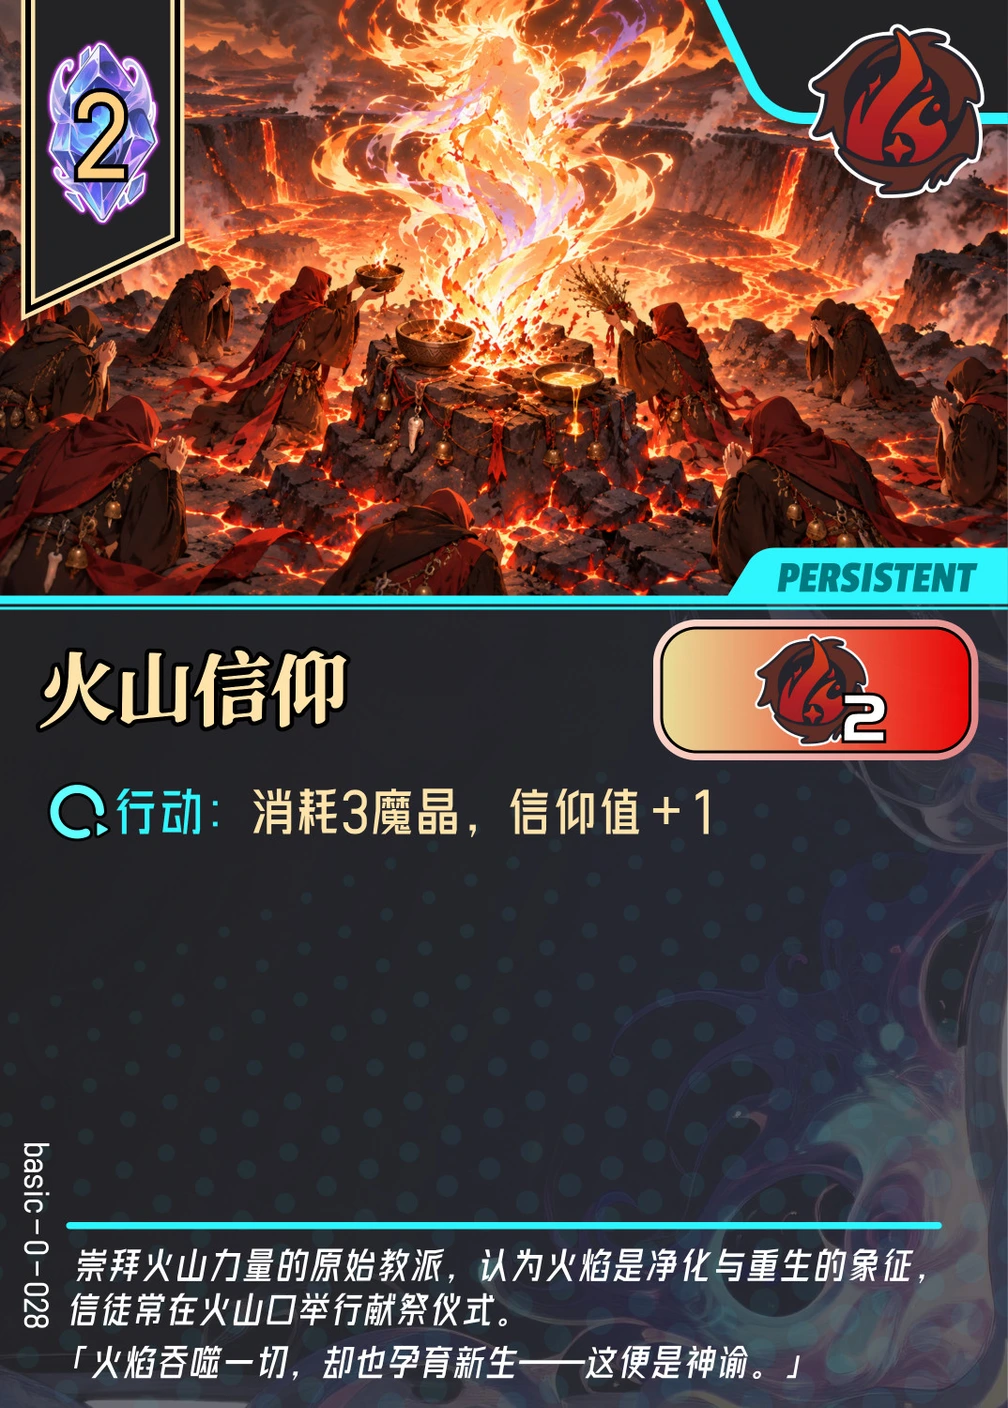 2
PERSISTENT
火山信仰
2
行动：消耗3魔晶，信仰值+1
basic-0-028
崇拜火山力量的原始教派，认为火焰是净化与重生的象征，
信徒常在火山口举行献祭仪式。
「火焰吞噬一切，却也孕育新生——这便是神谕。」